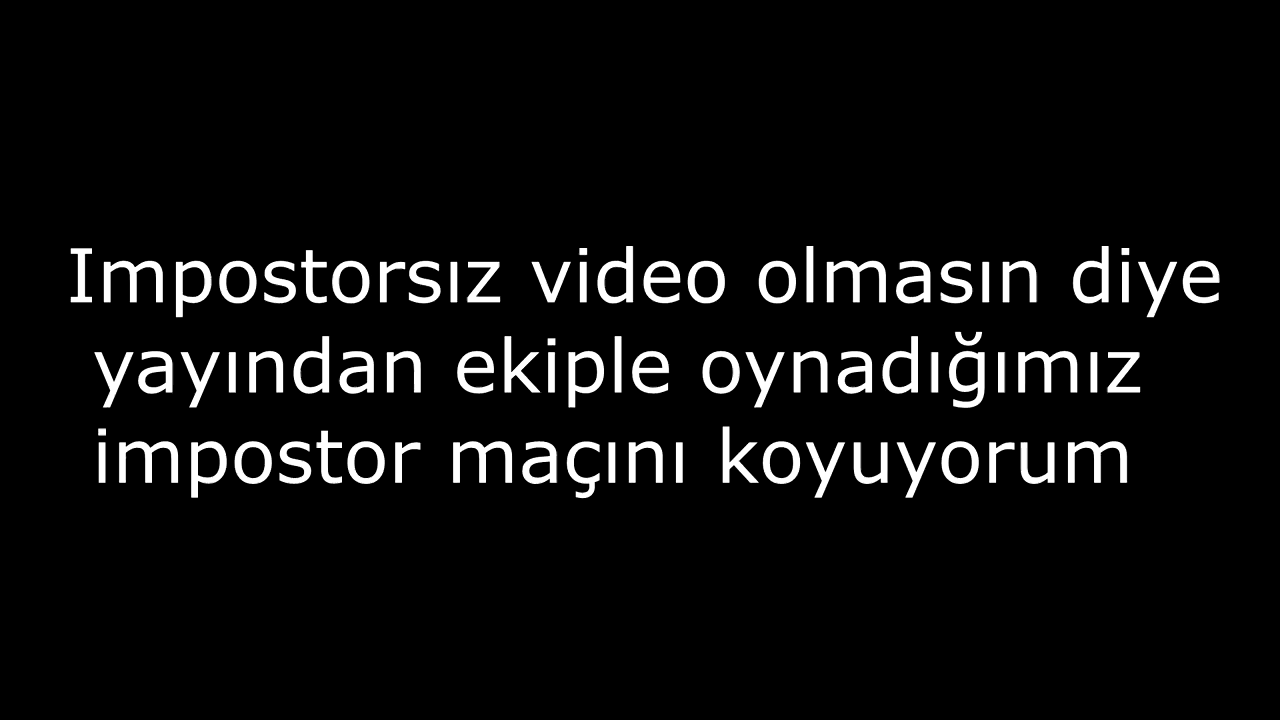 Impostorsız video olmasın diye
yayından ekiple oynadığımız
impostor maçını koyuyorum